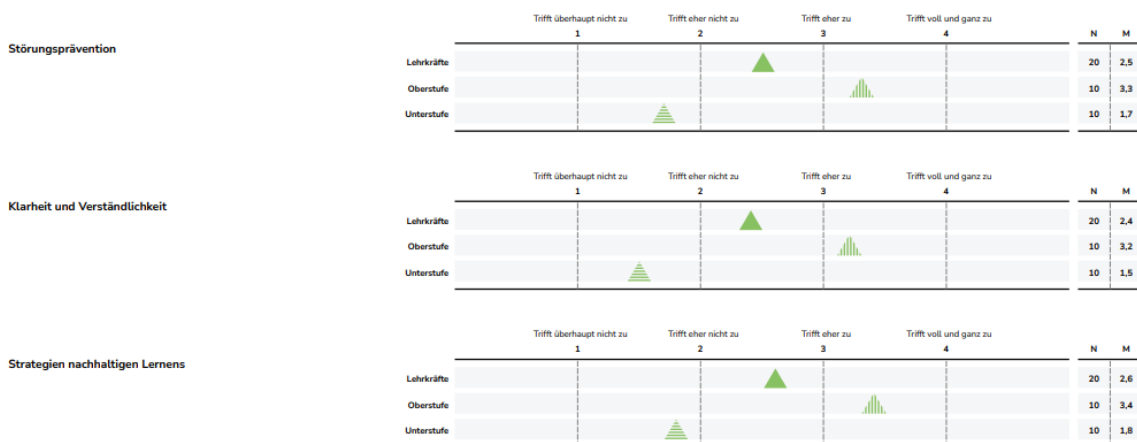 Trifft überhaupt nicht zu Trifft eher nicht zu Trifft eher zu Trifft voll und ganz zu
1 2 3 4 N M
Störungsprävention
Lehrkräfte 20 2,5
Oberstufe 10 3,3
Unterstufe 10 1,7
Trifft überhaupt nicht zu Trifft eher nicht zu Trifft eher zu Trifft voll und ganz zu
1 2 3 4 N M
Klarheit und Verständlichkeit
Lehrkräfte 20 2,4
Oberstufe 10 3,2
Unterstufe 10 1,5
Trifft überhaupt nicht zu Trifft eher nicht zu Trifft eher zu Trifft voll und ganz zu
1 2 3 4 N M
Strategien nachhaltigen Lernens
Lehrkräfte 20 2,6
Oberstufe 10 3,4
Unterstufe 10 1,8